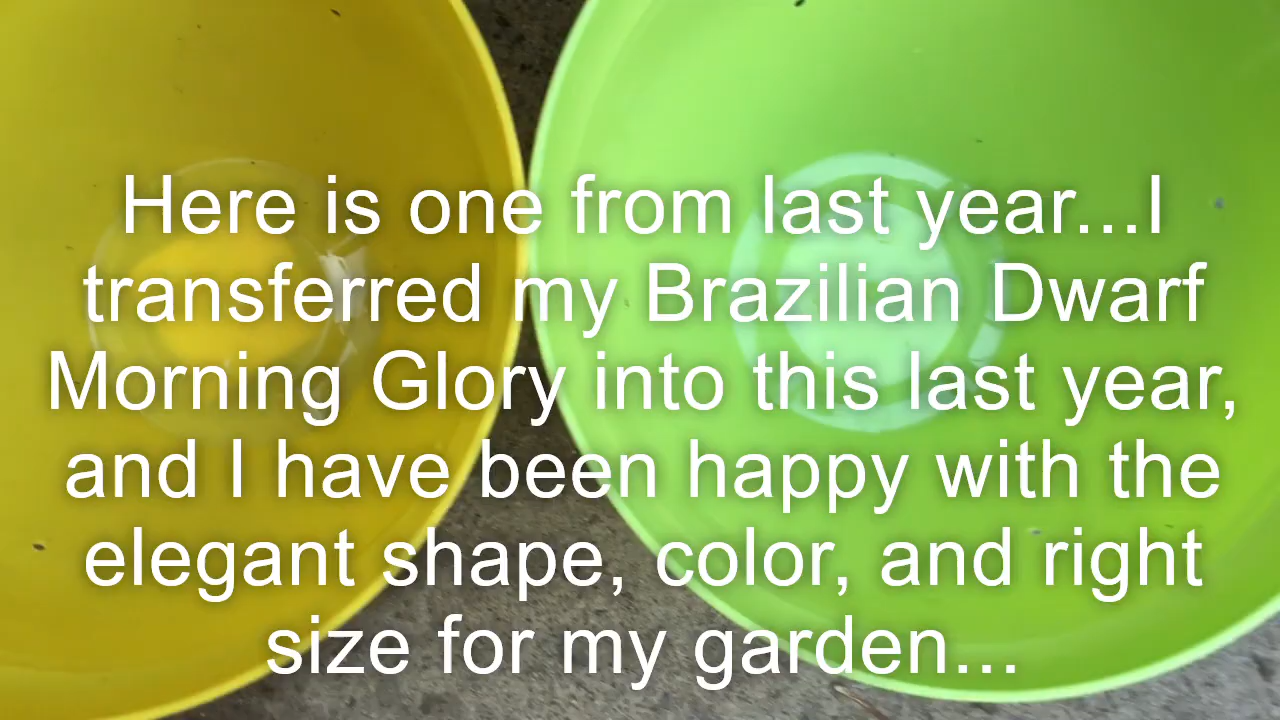 Here is one from last year...I
transferred my Brazilian Dwarf
Morning Glory into this last year,
and I have been happy with the
elegant shape, color, and right
size for my garden...